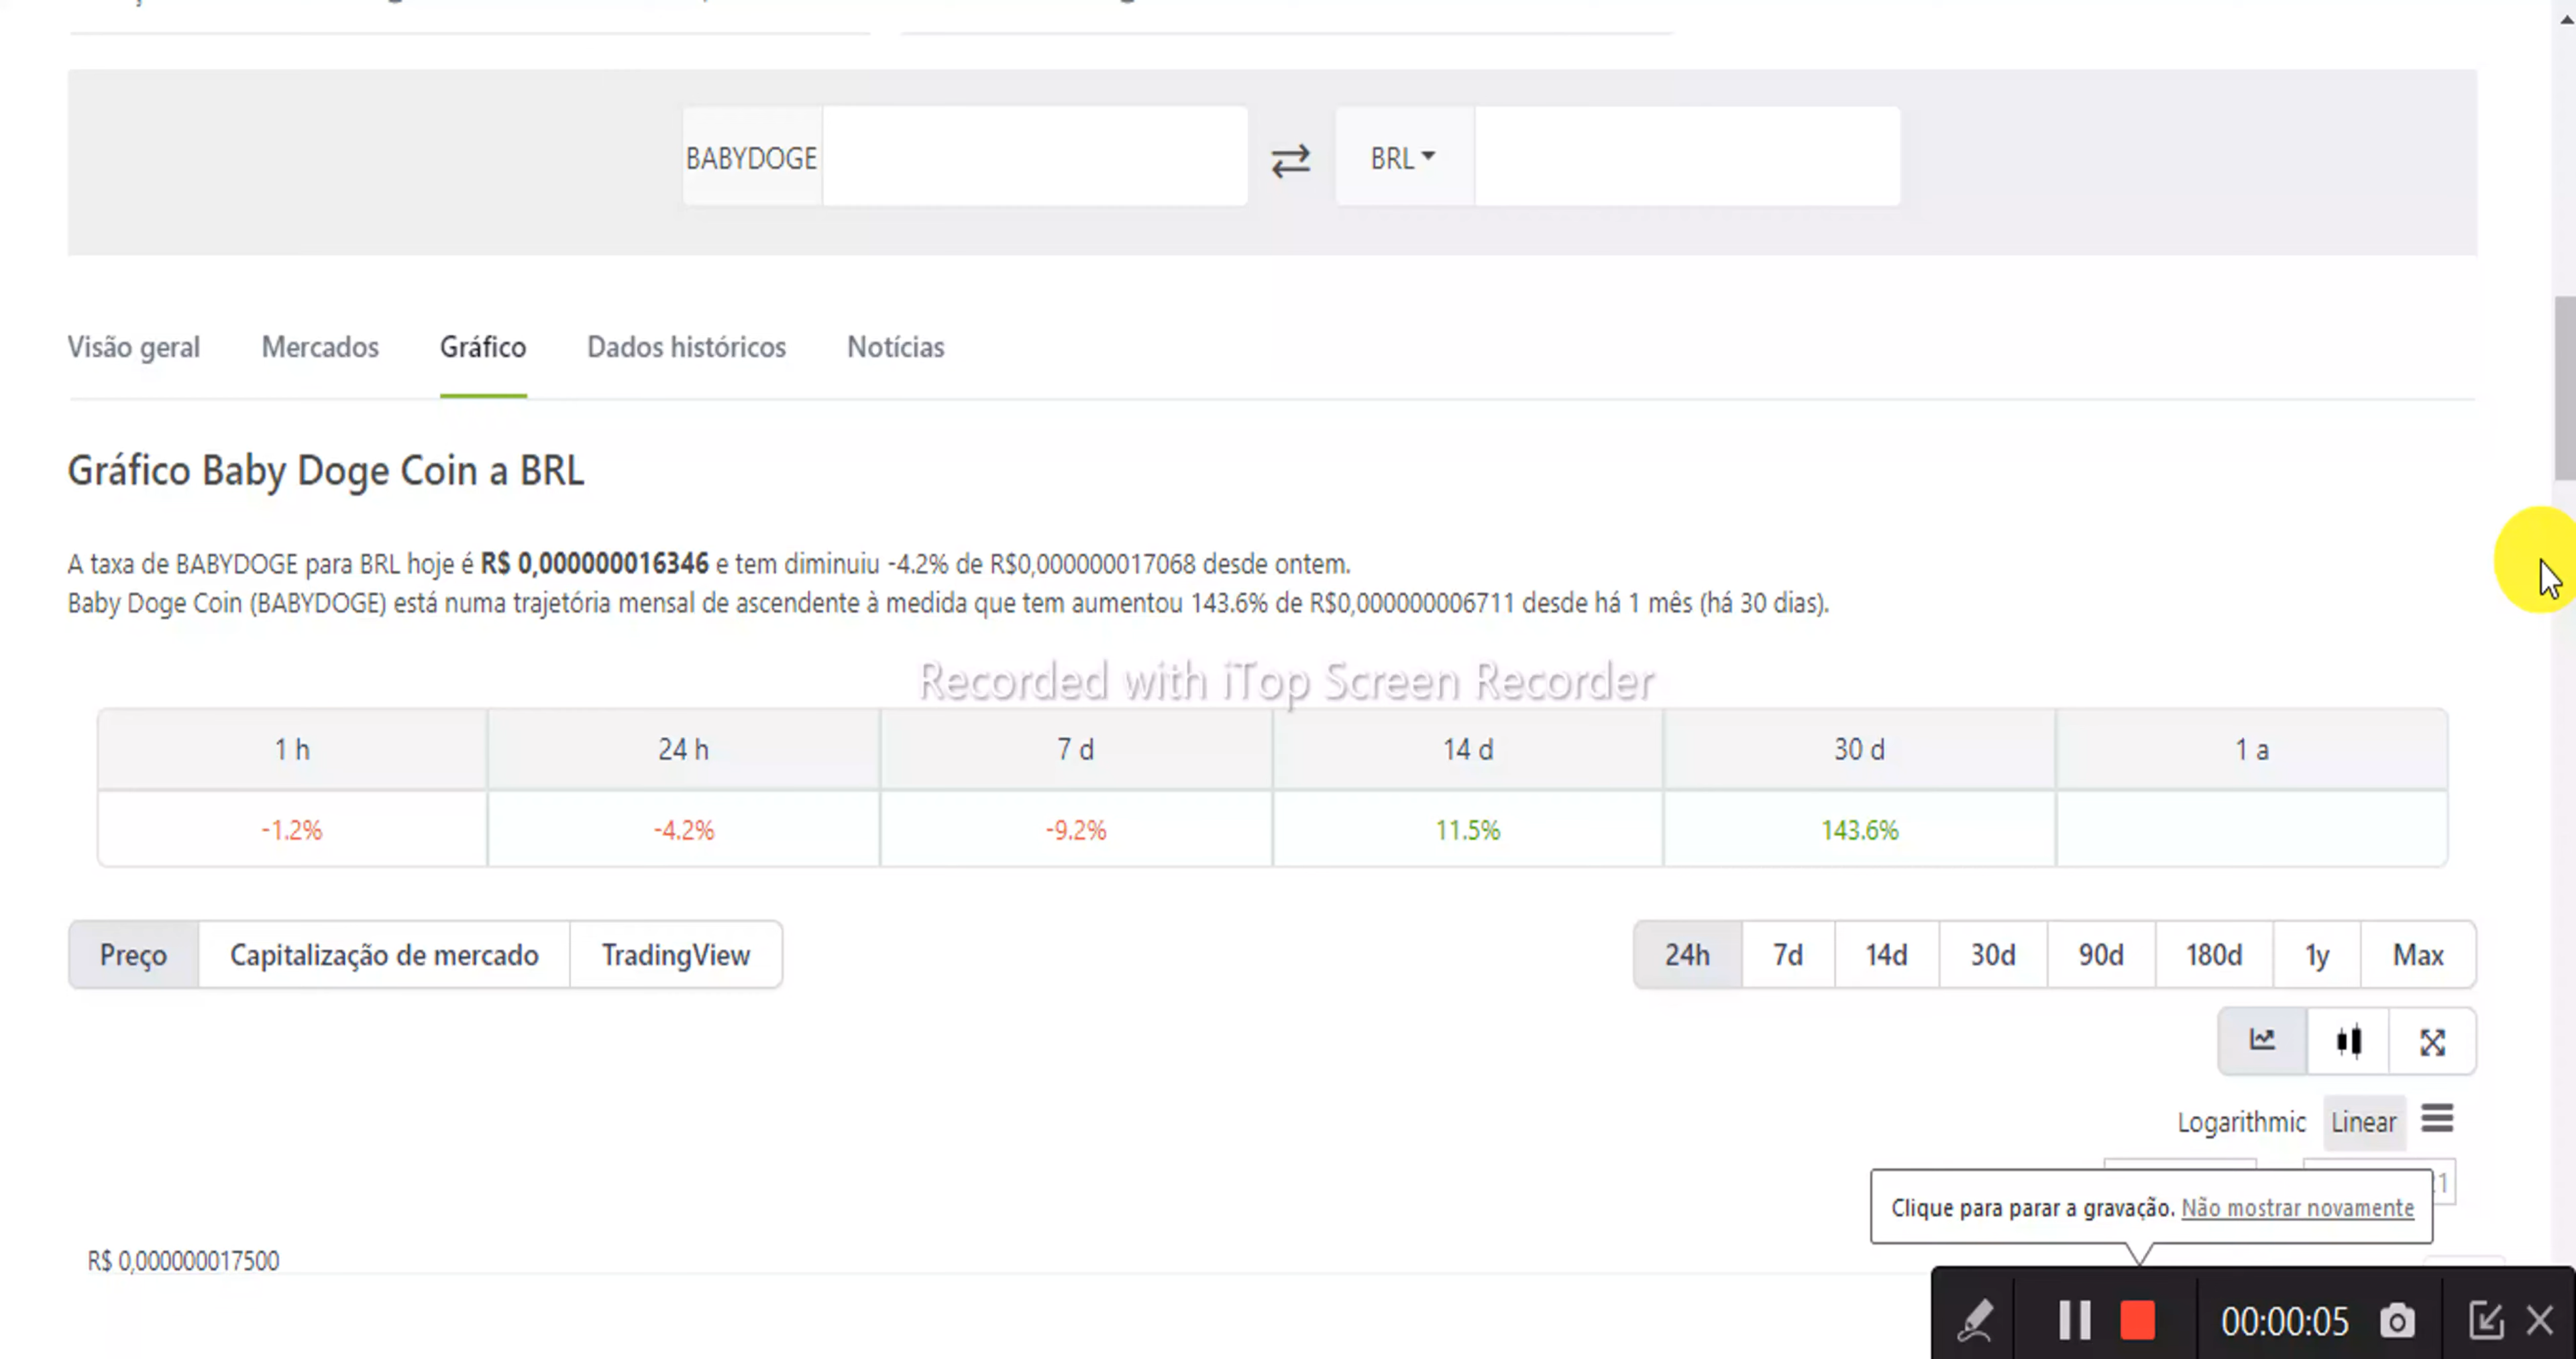 BABYDOGE
BRL
Visão geral
Mercados
Gráfico
Dados históricos
Notícias
Gráfico Baby Doge Coin a BRL
A taxa de BABYDOGE para BRL hoje é R$ 0,000000016346 e tem diminuiu -4.2% de R$0,000000017068 desde ontem.
Baby Doge Coin (BABYDOGE) está numa trajetória mensal de ascendente à medida que tem aumentou 143.6% de R$0,000000006711 desde há 1 mês (há 30 dias).
Recorded with iTop Screen Recorder
1 h
24 h
7 d
14 d
30 d
1 a
-1.2%
-4.2%
-9.2%
11.5%
143.6%
Preço
Capitalização de mercado
TradingView
24h
7d
14d
30d
90d
180d
1y
Max
Logarithmic
Linear
Clique para parar a gravação. Não mostrar novamente
R$ 0,000000017500
00:00:05